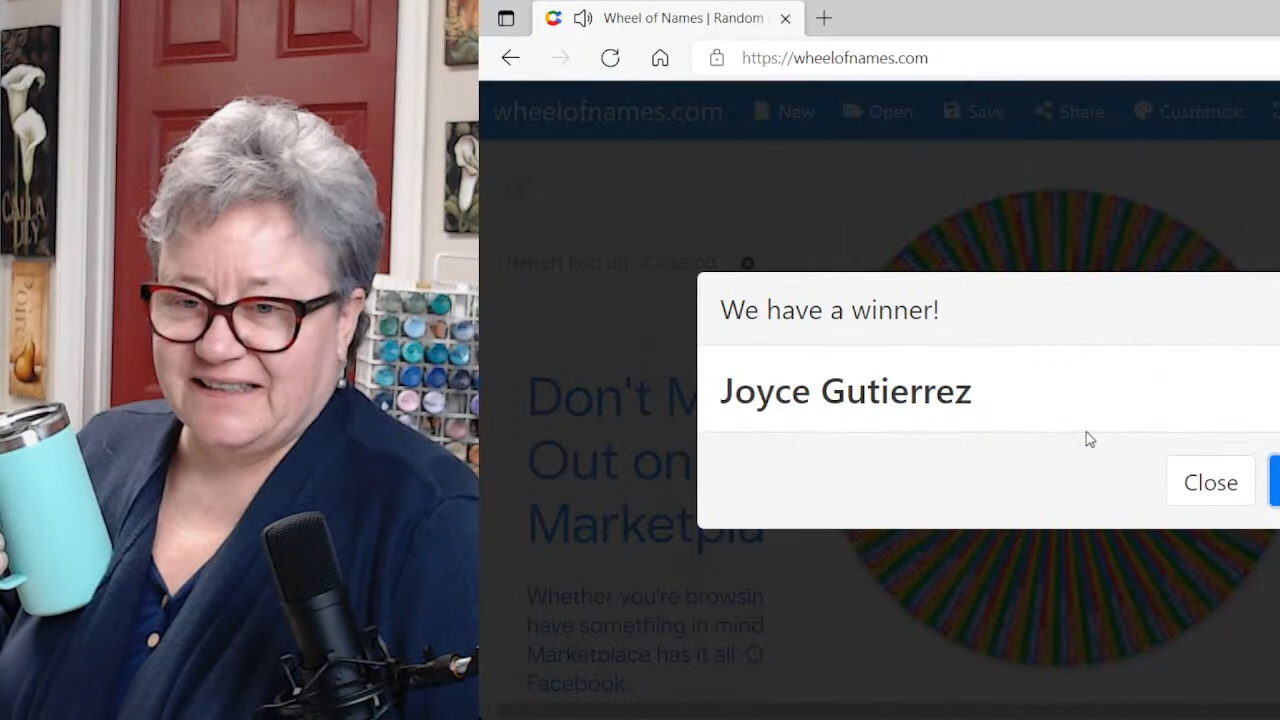 CALLA
LILY
Poire
Wheel of Names | Random
https://wheelofnames.com
wheelofnames.com New Open Save Share Customize
We have a winner!
Joyce Gutierrez
Close
Don't M
Out on
Marketpla
Whether you're browsin
have something in mind
Marketplace has it all. O
Facebook.